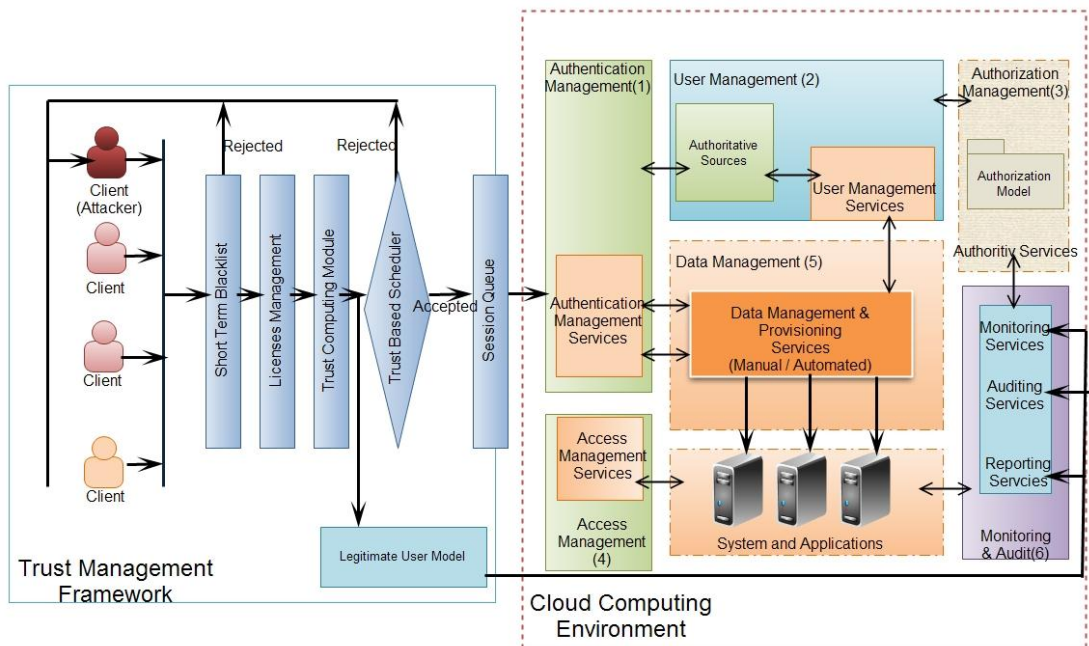 Client
(Attacker)
Client
Client
Client
Rejected
Rejected
Short Term Blacklist
Licenses Management
Trust Computing Module
Trust Based Scheduler
Accepted
Session Queue
Legitimate User Model
Trust Management
Framework
Authentication
Management(1)
Authentication
Management
Services
Access
Management
Services
Access
Management
(4)
User Management (2)
Authoritative
Sources
User Management
Services
Data Management (5)
Data Management &
Provisioning
Services
(Manual / Automated)
System and Applications
Authorization
Management(3)
Authorization
Model
Authoritiy Services
Monitoring
Services
Auditing
Services
Reporting
Servcies
Monitoring
& Audit(6)
Cloud Computing
Environment